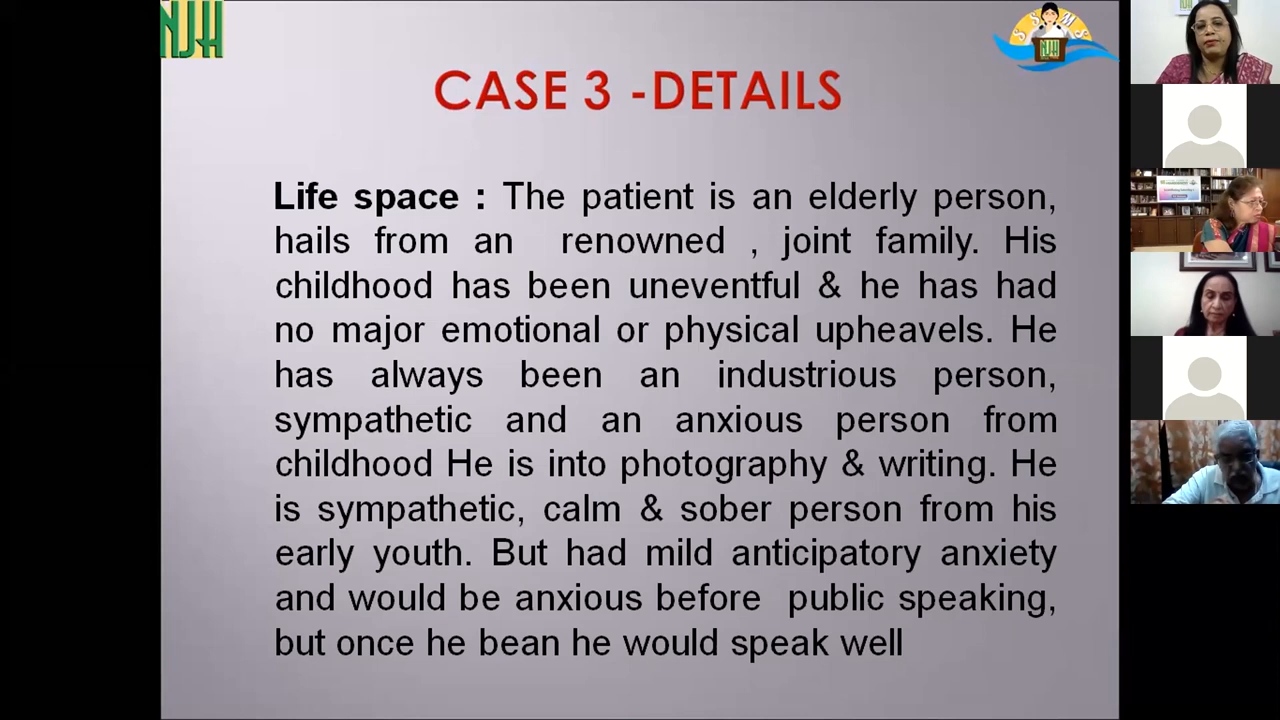 NJH
S S M S
NJH
CASE 3 -DETAILS
Life space : The patient is an elderly person,
hails from an renowned , joint family. His
childhood has been uneventful & he has had
no major emotional or physical upheavels. He
has always been an industrious person,
sympathetic and an anxious person from
childhood He is into photography & writing. He
is sympathetic, calm & sober person from his
early youth. But had mild anticipatory anxiety
and would be anxious before public speaking,
but once he bean he would speak well